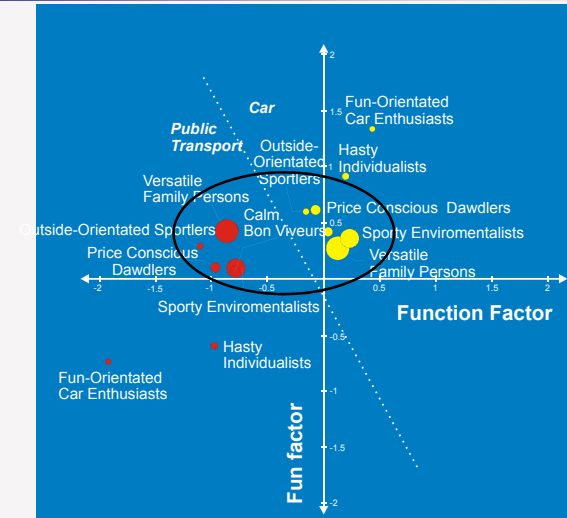 2
1.5
Car
Fun-Orientated
Car Enthusiasts
Public
Transport
Outside-
Orientated
Sportlers
Hasty
Individualists
1
Versatile
Family Persons
Price Conscious Dawdlers
Calm.
Bon Viveurs
0.5
Outside-Orientated Sportlers
Sporty Enviromentalists
Price Conscious
Dawdlers
Versatile
Family Persons
-2
-1.5
-1
-0.5
0
0.5
1
1.5
2
Sporty Enviromentalists
Function Factor
-0.5
Hasty
Individualists
Fun-Orientated
Car Enthusiasts
-1
Fun factor
-1.5
-2